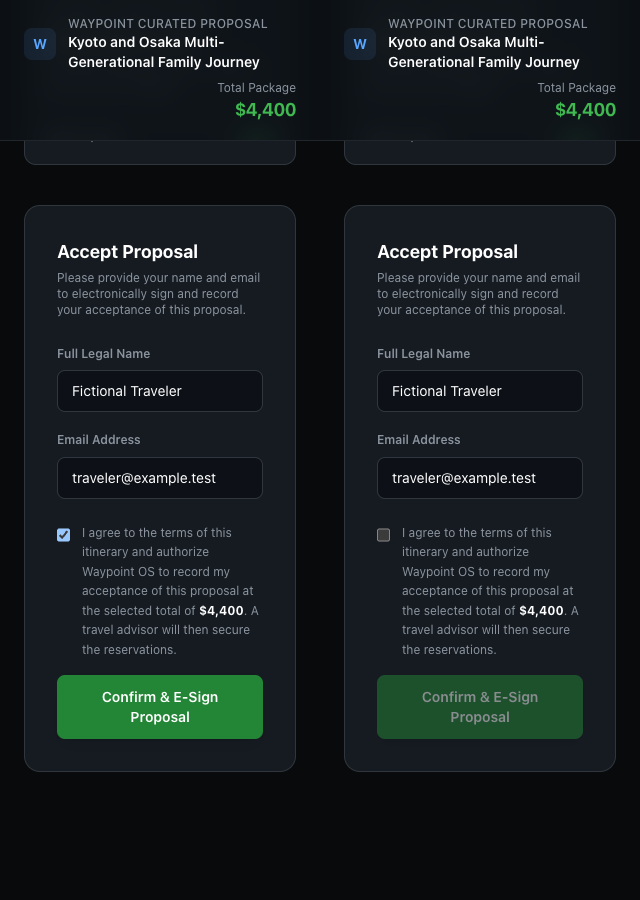 W
WAYPOINT CURATED PROPOSAL
Kyoto and Osaka Multi-
Generational Family Journey
Total Package
$4,400
Accept Proposal
Please provide your name and email
to electronically sign and record
your acceptance of this proposal.
Full Legal Name
Fictional Traveler
Email Address
traveler@example.test
I agree to the terms of this
itinerary and authorize
Waypoint OS to record my
acceptance of this proposal at
the selected total of $4,400. A
travel advisor will then secure
the reservations.
Confirm & E-Sign
Proposal
W
WAYPOINT CURATED PROPOSAL
Kyoto and Osaka Multi-
Generational Family Journey
Total Package
$4,400
Accept Proposal
Please provide your name and email
to electronically sign and record
your acceptance of this proposal.
Full Legal Name
Fictional Traveler
Email Address
traveler@example.test
I agree to the terms of this
itinerary and authorize
Waypoint OS to record my
acceptance of this proposal at
the selected total of $4,400. A
travel advisor will then secure
the reservations.
Confirm & E-Sign
Proposal